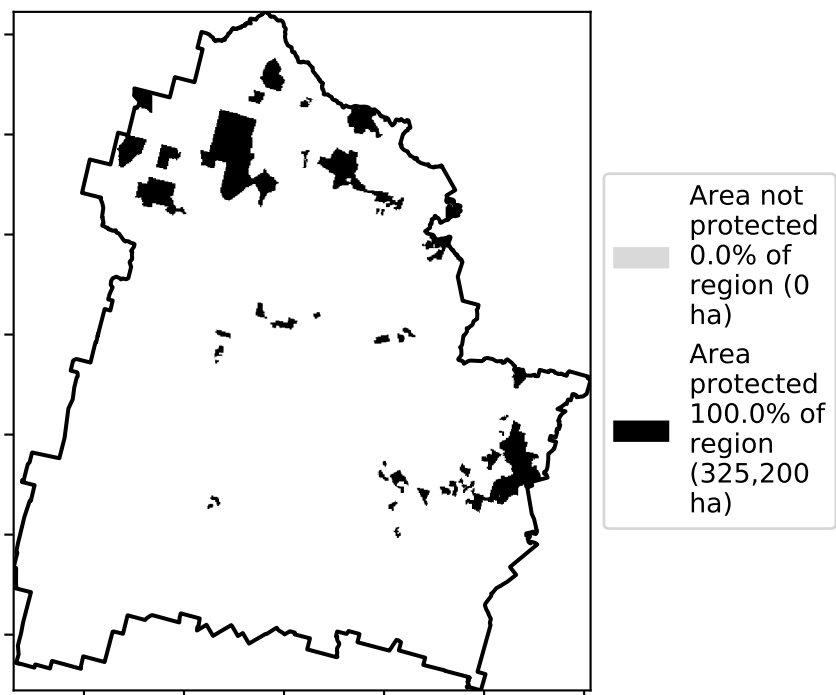 Area not
protected
0.0% of
region (0
ha)
Area
protected
100.0% of
region
(325,200
ha)